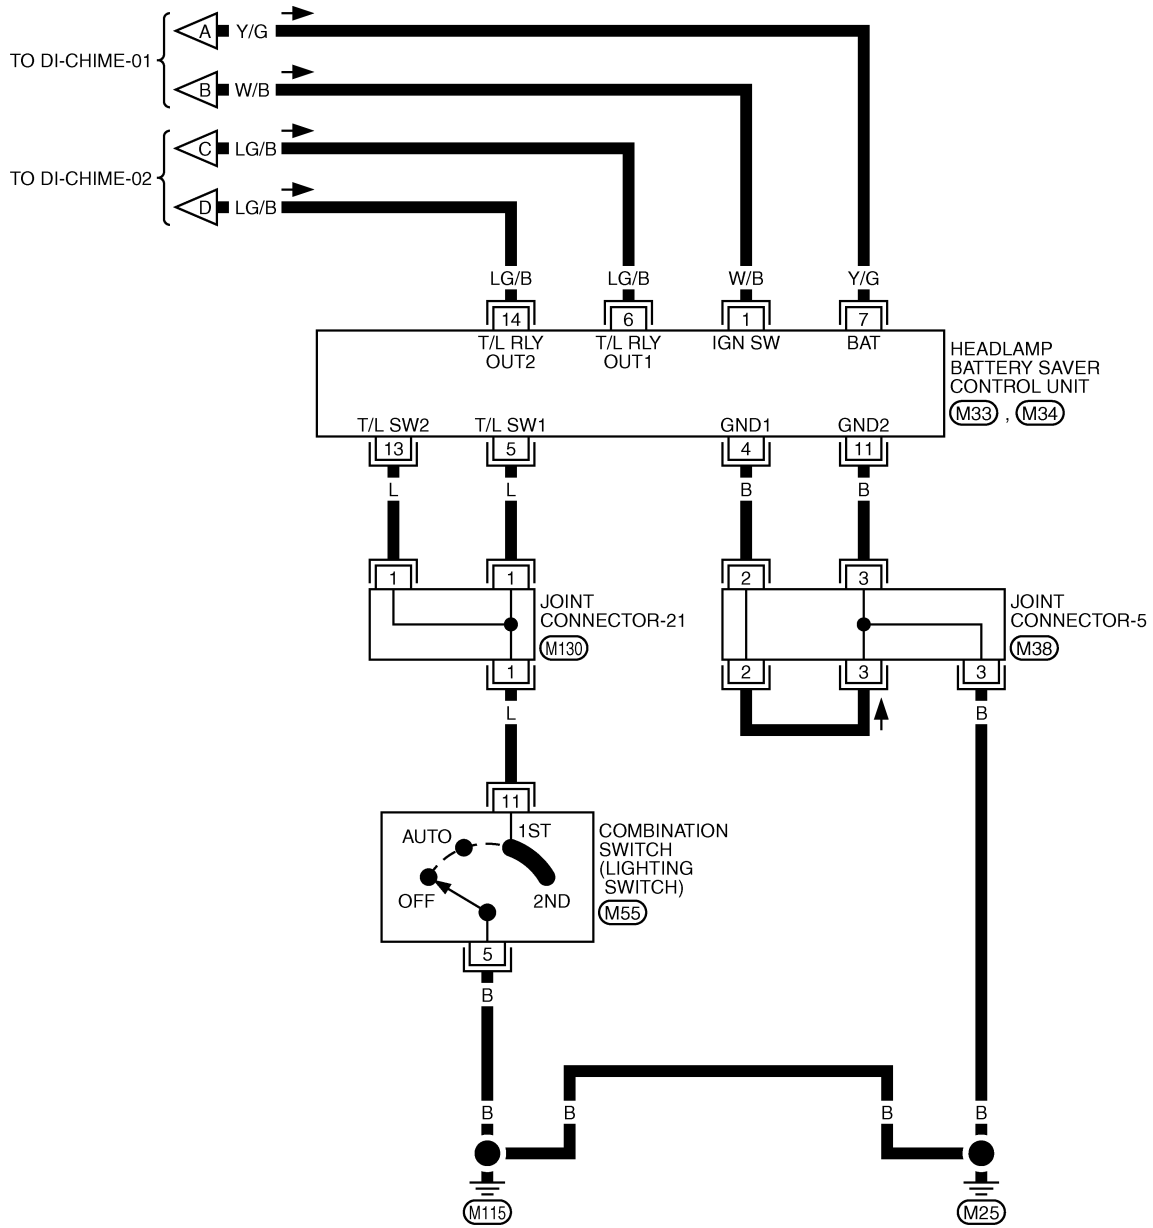 TO DI-CHIME-01
A Y/G
B W/B
TO DI-CHIME-02
C LG/B
D LG/B
LG/B LG/B W/B Y/G
14 6 1 7
T/L RLY T/L RLY IGN SW BAT
OUT2 OUT1
HEADLAMP
BATTERY SAVER
CONTROL UNIT
M33 , M34
T/L SW2 T/L SW1 GND1 GND2
13 5 4 11
L L B B
1 1 2 3
JOINT
CONNECTOR-21
M130
JOINT
CONNECTOR-5
M38
1 2 3 3
L B
11
1ST
AUTO
OFF
2ND
COMBINATION
SWITCH
(LIGHTING
SWITCH)
M55
5
B
B B B B
M115 M25